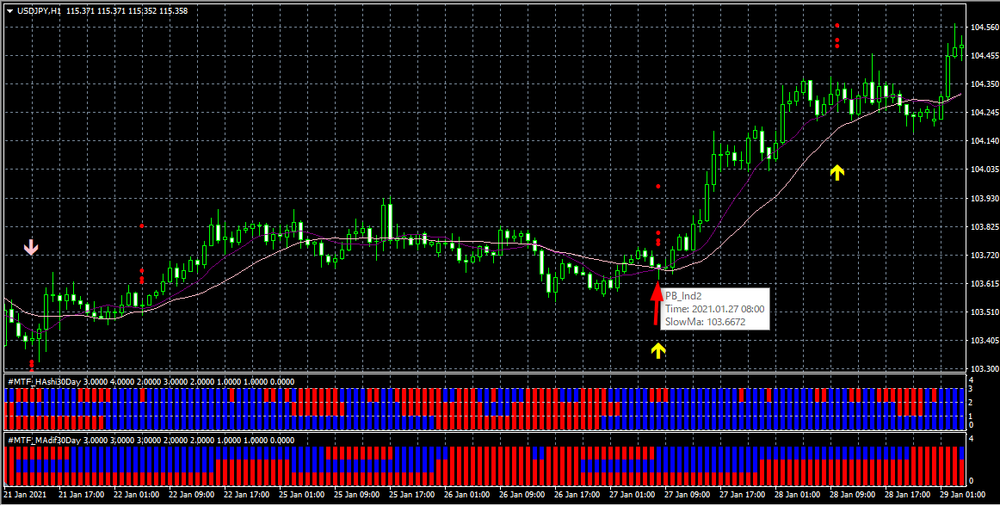 USDJPY,H1 115.371 115.371 115.352 115.358
104.560
104.455
104.350
104.245
104.140
104.035
103.930
103.825
103.720
103.615
103.510
103.405
103.300
PB_Ind2
Time: 2021.01.27 08:00
SlowMa: 103.6672
#MTF_HAshi30Day 3.0000 4.0000 2.0000 3.0000 2.0000 1.0000 1.0000 0.0000
4
3
2
1
0
#MTF_MAdif30Day 3.0000 3.0000 3.0000 2.0000 2.0000 1.0000 1.0000 0.0000
4
0
21 Jan 2021 21 Jan 17:00 22 Jan 01:00 22 Jan 09:00 22 Jan 17:00 25 Jan 01:00 25 Jan 09:00 25 Jan 17:00 26 Jan 01:00 26 Jan 09:00 26 Jan 17:00 27 Jan 01:00 27 Jan 09:00 27 Jan 17:00 28 Jan 01:00 28 Jan 09:00 28 Jan 17:00 29 Jan 01:00